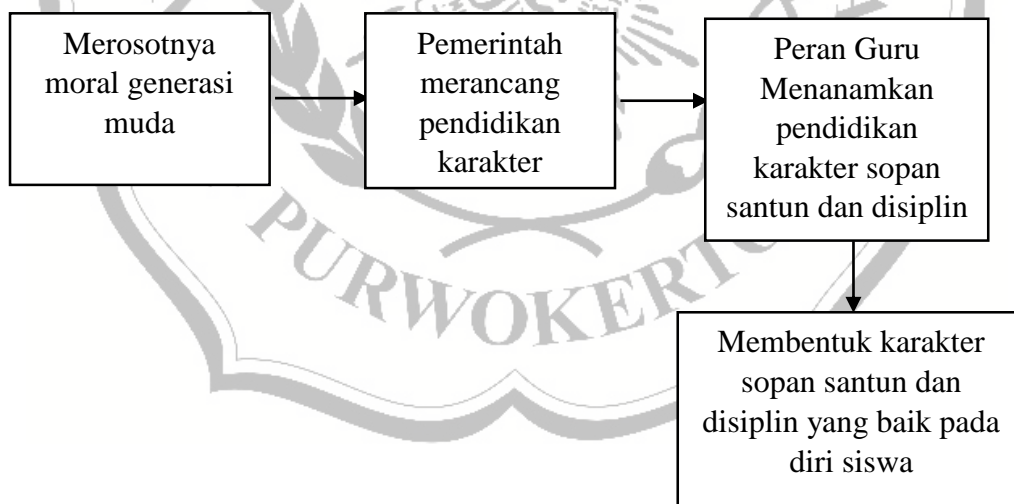 Merosotnya
moral generasi
muda
Pemerintah
merancang
pendidikan
karakter
Peran Guru
Menanamkan
pendidikan
karakter sopan
santun dan disiplin
Membentuk karakter
sopan santun dan
disiplin yang baik pada
diri siswa
PURWOKERTO